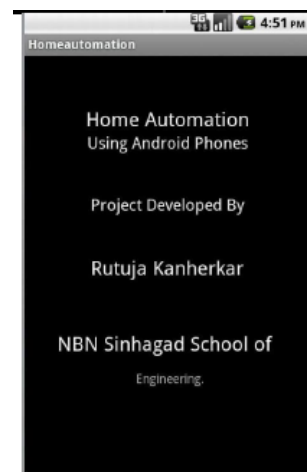 3G 4:51 PM
Homeautomation
Home Automation
Using Android Phones
Project Developed By
Rutuja Kanherkar
NBN Sinhagad School of
Engineering.